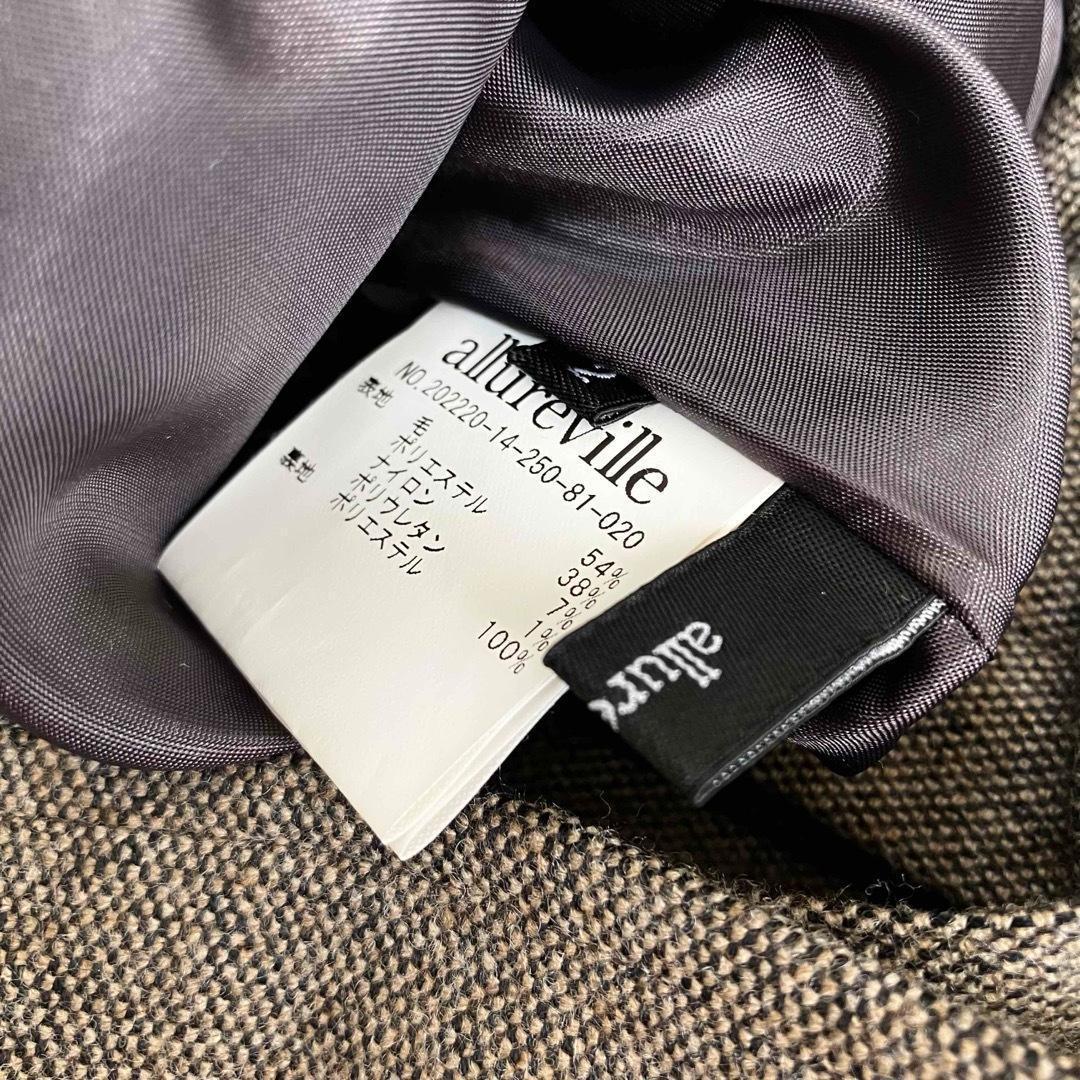 allureville
NO.202220-14-250-81-020
表地 毛 54%
ポリエステル 38%
ナイロン 7%
ポリウレタン 1%
裏地 ポリエステル 100%
allure